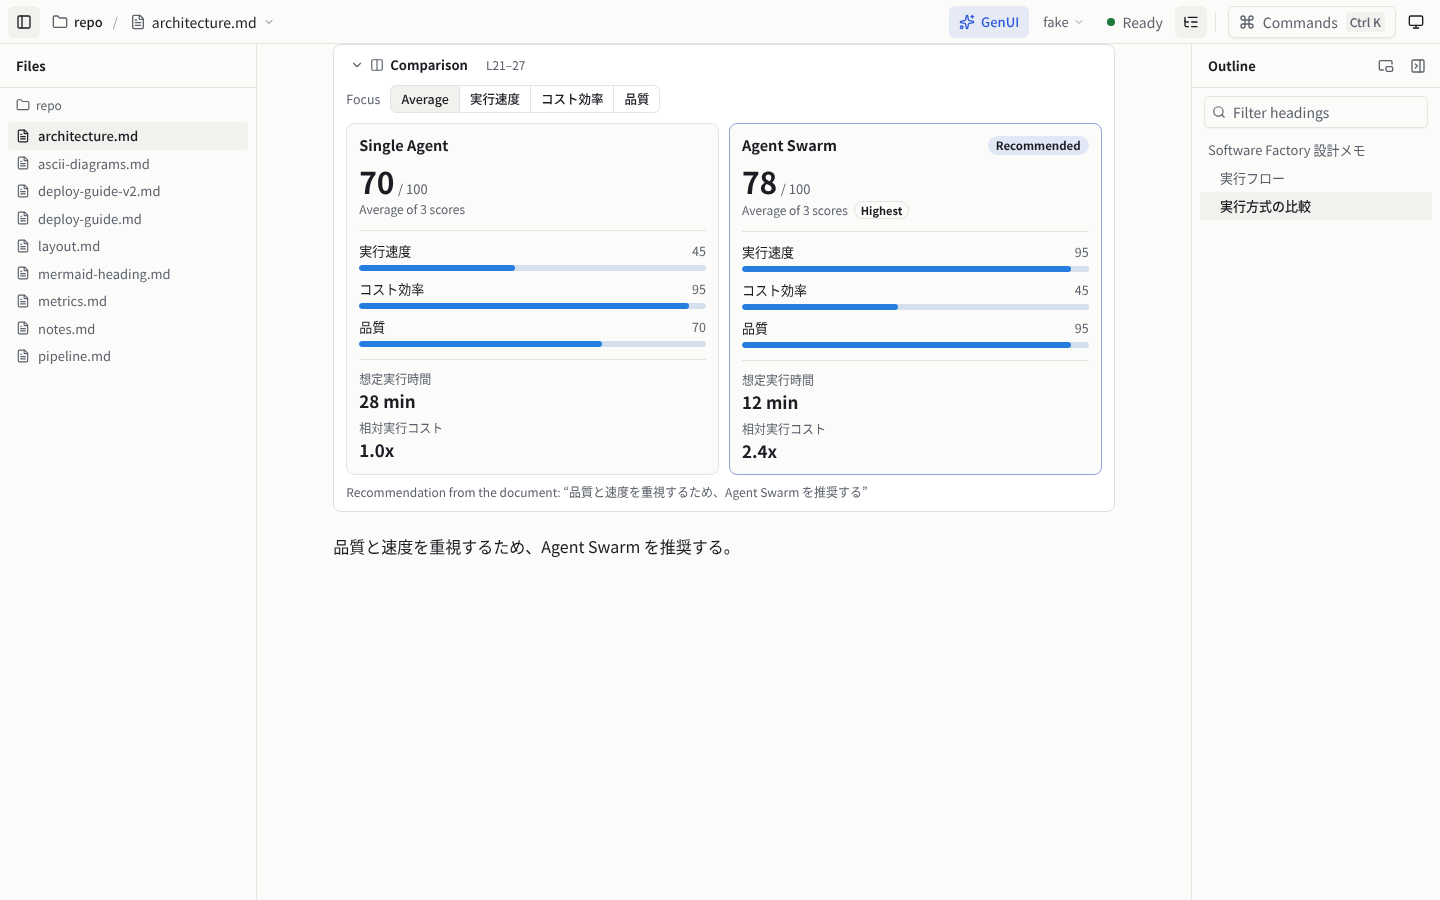 repo / architecture.md
GenUI
fake
Ready
Commands Ctrl K
Files
repo
architecture.md
ascii-diagrams.md
deploy-guide-v2.md
deploy-guide.md
layout.md
mermaid-heading.md
metrics.md
notes.md
pipeline.md
Comparison L21–27
Focus Average 実行速度 コスト効率 品質
Single Agent
70 / 100
Average of 3 scores
実行速度 45
コスト効率 95
品質 70
想定実行時間
28 min
相対実行コスト
1.0x
Agent Swarm Recommended
78 / 100
Average of 3 scores Highest
実行速度 95
コスト効率 45
品質 95
想定実行時間
12 min
相対実行コスト
2.4x
Recommendation from the document: “品質と速度を重視するため、Agent Swarm を推奨する”
品質と速度を重視するため、Agent Swarm を推奨する。
Outline
Filter headings
Software Factory 設計メモ
実行フロー
実行方式の比較